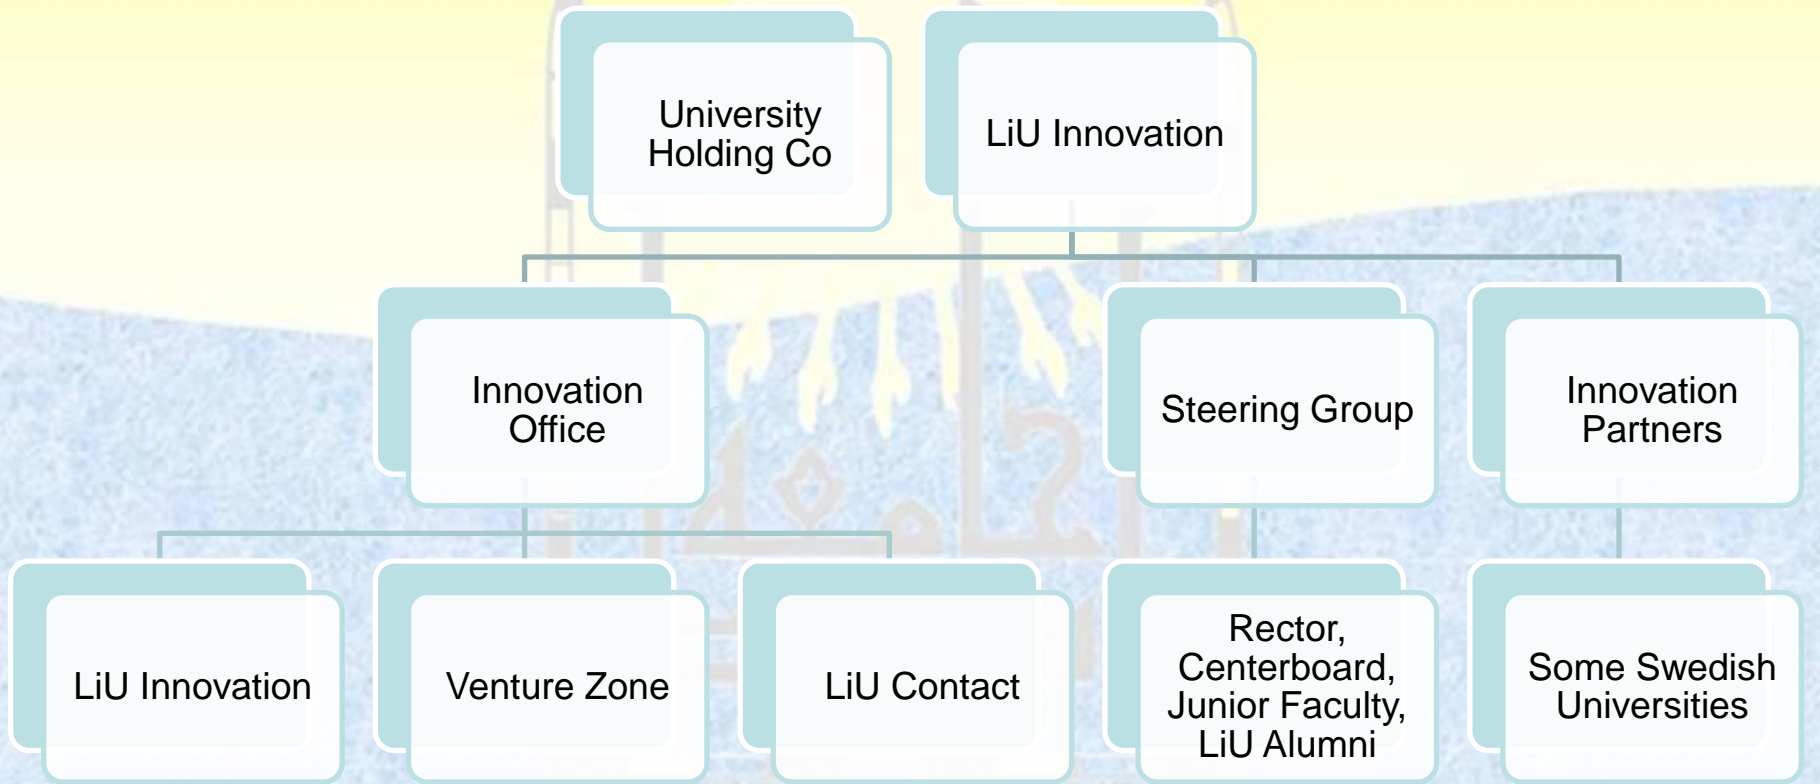 University
Holding Co
LiU Innovation
Innovation
Office
Steering Group
Innovation
Partners
LiU Innovation
Venture Zone
LiU Contact
Rector,
Centerboard,
Junior Faculty,
LiU Alumni
Some Swedish
Universities